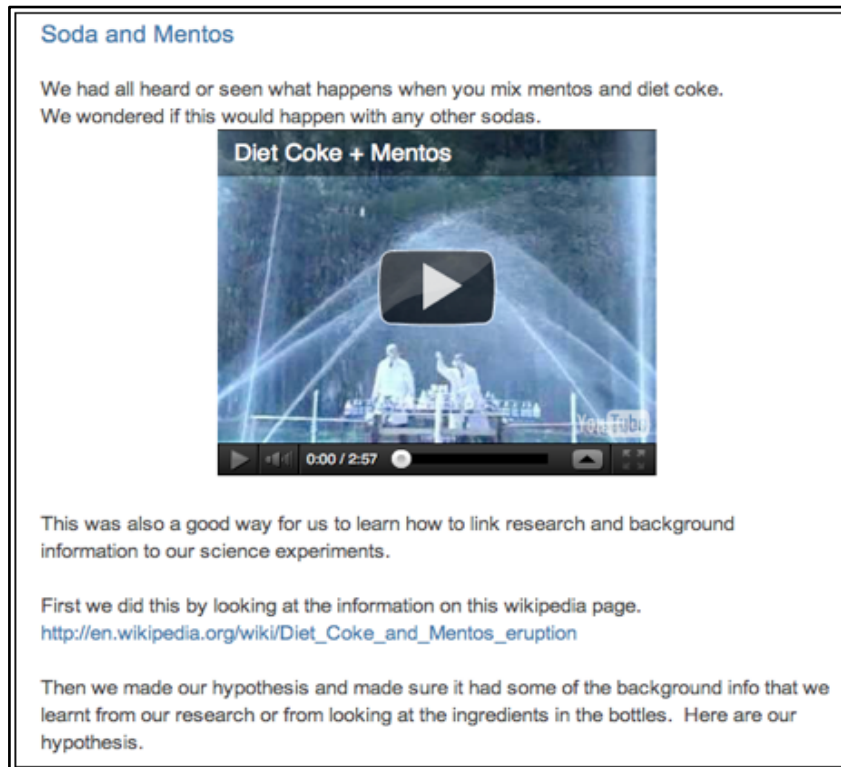 Soda and Mentos
We had all heard or seen what happens when you mix mentos and diet coke.
We wondered if this would happen with any other sodas.
Diet Coke + Mentos
YouTube
0:00 / 2:57
This was also a good way for us to learn how to link research and background
information to our science experiments.
First we did this by looking at the information on this wikipedia page.
http://en.wikipedia.org/wiki/Diet_Coke_and_Mentos_eruption
Then we made our hypothesis and made sure it had some of the background info that we
learnt from our research or from looking at the ingredients in the bottles.  Here are our
hypothesis.